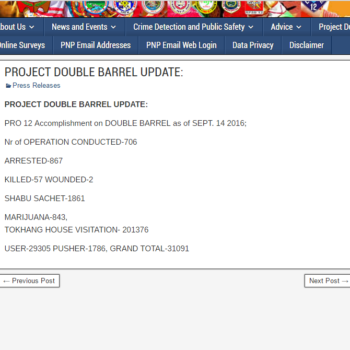 bout Us
News and Events
Crime Detection and Public Safety
Advice
Project D
nline Surveys
PNP Email Addresses
PNP Email Web Login
Data Privacy
Disclaimer
PROJECT DOUBLE BARREL UPDATE:
Press Releases
PROJECT DOUBLE BARREL UPDATE:
PRO 12 Accomplishment on DOUBLE BARREL as of SEPT. 14 2016;
Nr of OPERATION CONDUCTED-706
ARRESTED-867
KILLED-57 WOUNDED-2
SHABU SACHET-1861
MARIJUANA-843,
TOKHANG HOUSE VISITATION- 201376
USER-29305 PUSHER-1786, GRAND TOTAL-31091
← Previous Post
Next Post →